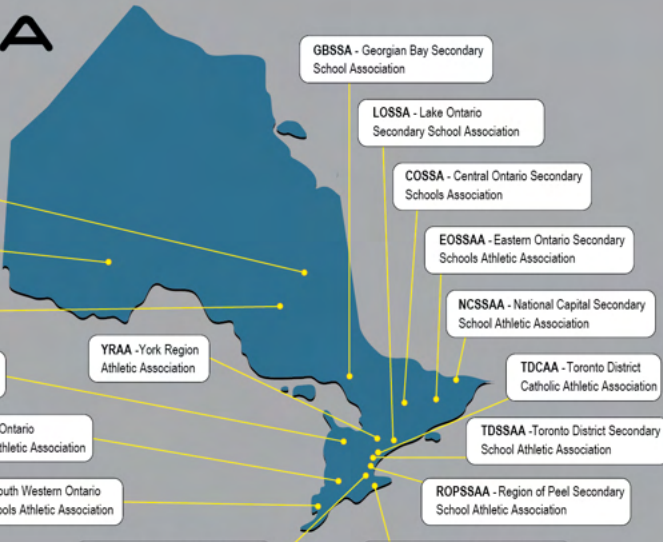 A
GBSSA - Georgian Bay Secondary
School Association
LOSSA - Lake Ontario
Secondary School Association
COSSA - Central Ontario Secondary
Schools Association
EOSSAA - Eastern Ontario Secondary
Schools Athletic Association
NCSSAA - National Capital Secondary
School Athletic Association
YRAA -York Region
Athletic Association
TDCAA - Toronto District
Catholic Athletic Association
Ontario
Athletic Association
TDSSAA -Toronto District Secondary
School Athletic Association
South Western Ontario
Schools Athletic Association
ROPSSAA - Region of Peel Secondary
School Athletic Association